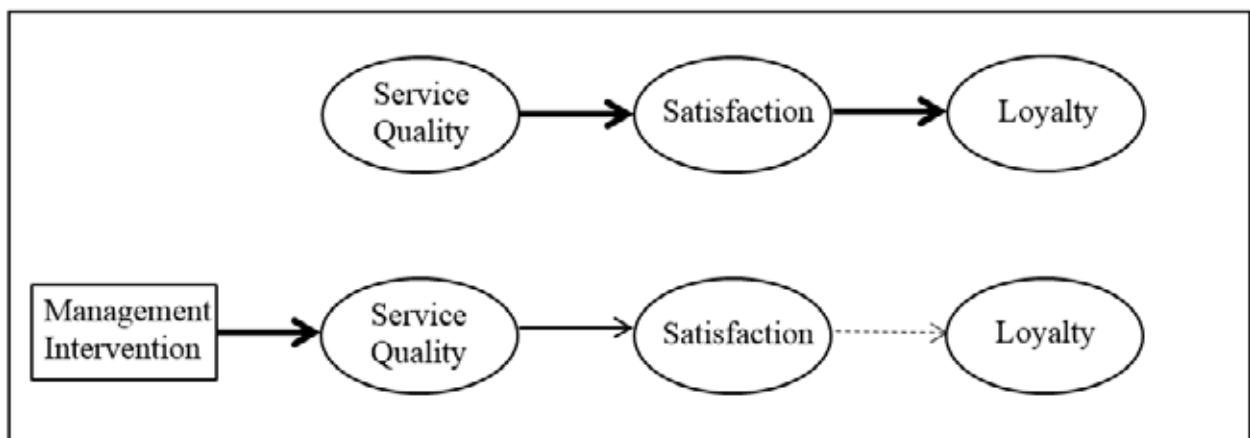 Service
Quality
Satisfaction
Loyalty
Management
Intervention
Service
Quality
Satisfaction
Loyalty